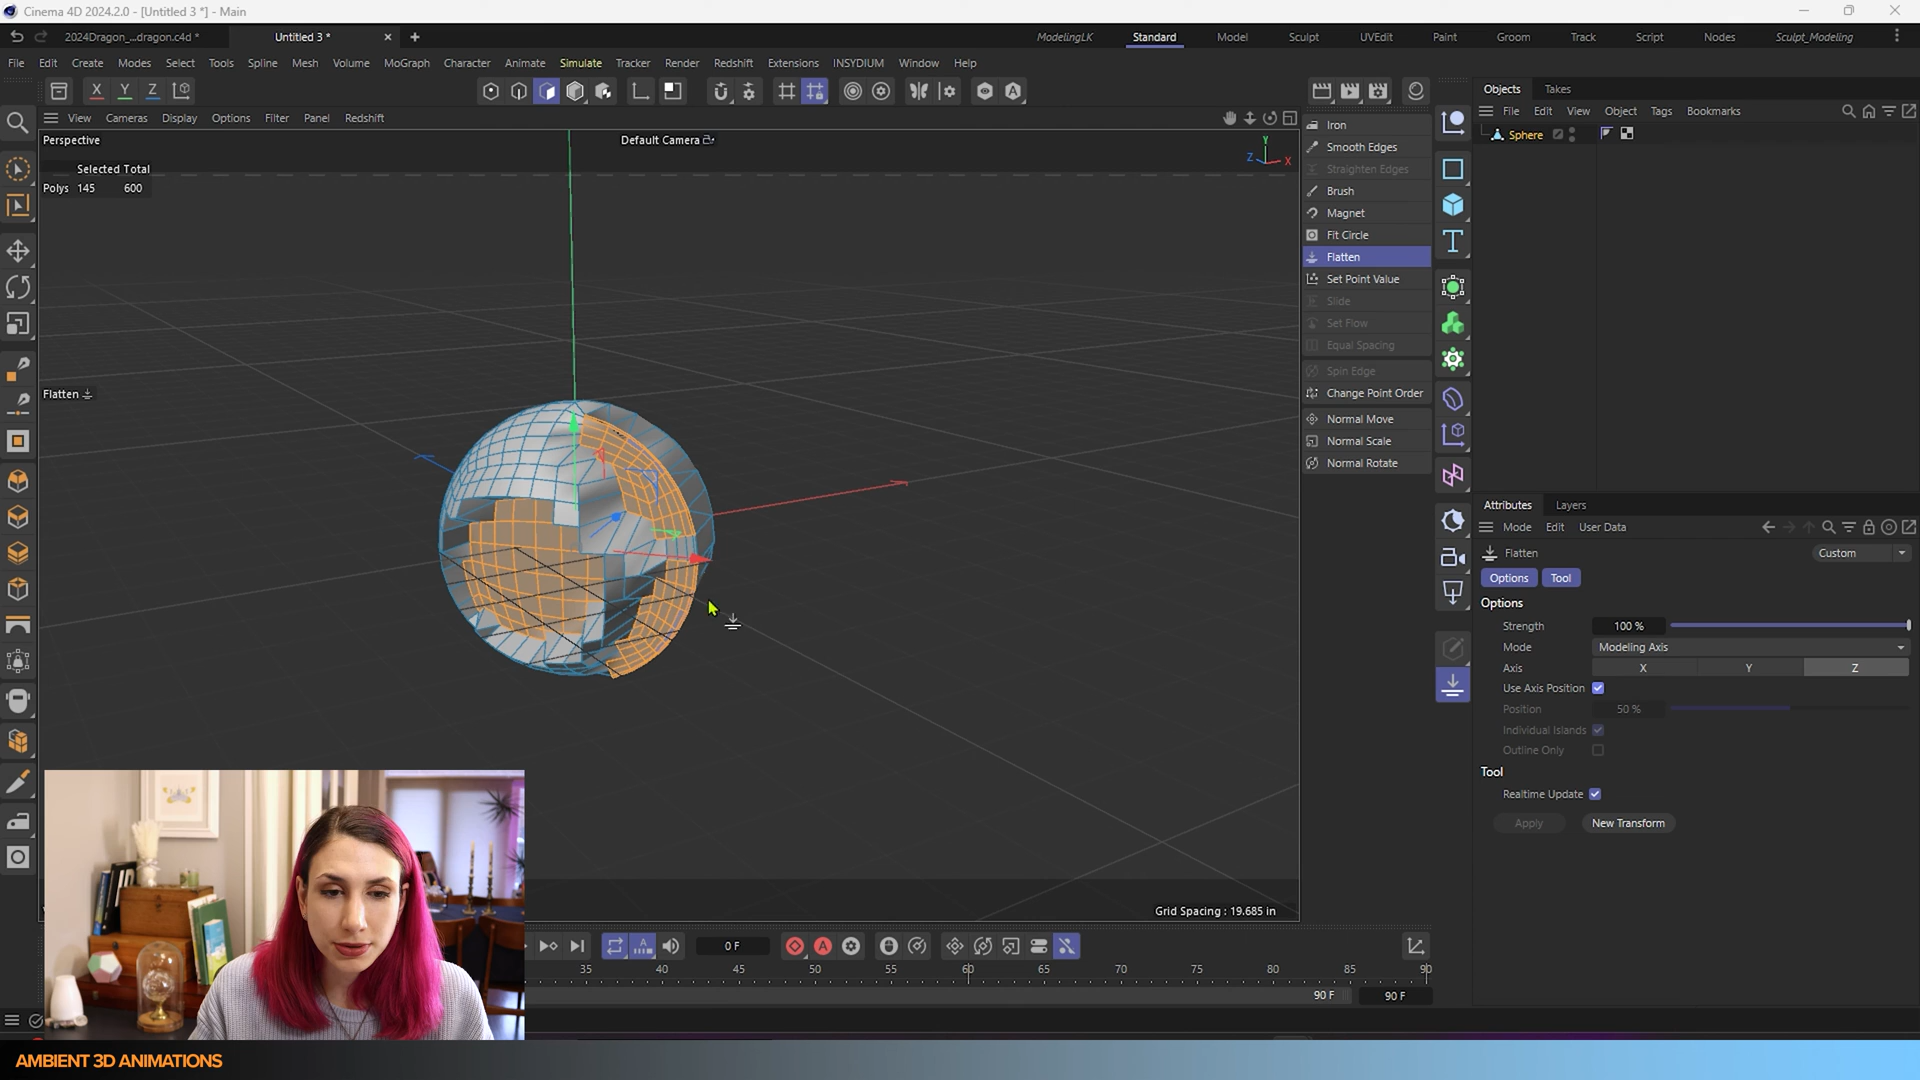 Cinema 4D 2024.2.0 - [Untitled 3 *] - Main
2024Dragon_...dragon.c4d *
Untitled 3 *
ModelingLK
Standard
Model
Sculpt
UVEdit
Paint
Groom
Track
Script
Nodes
Sculpt_Modeling
File Edit Create Modes Select Tools Spline Mesh Volume MoGraph Character Animate Simulate Tracker Render Redshift Extensions INSYDIUM Window Help
X Y Z
View Cameras Display Options Filter Panel Redshift
Perspective
Default Camera
Y
Z X
Selected Total
Polys 145 600
Flatten
Grid Spacing : 19.685 in
Iron
Smooth Edges
Straighten Edges
Brush
Magnet
Fit Circle
Flatten
Set Point Value
Slide
Set Flow
Equal Spacing
Spin Edge
Change Point Order
Normal Move
Normal Scale
Normal Rotate
Objects Takes
File Edit View Object Tags Bookmarks
Sphere
Attributes Layers
Mode Edit User Data
Flatten
Custom
Options Tool
Options
Strength 100 %
Mode Modeling Axis
Axis X Y Z
Use Axis Position
Position 50 %
Individual Islands
Outline Only
Tool
Realtime Update
Apply New Transform
0 F
35 40 45 50 55 60 65 70 75 80 85 90
90 F 90 F
AMBIENT 3D ANIMATIONS